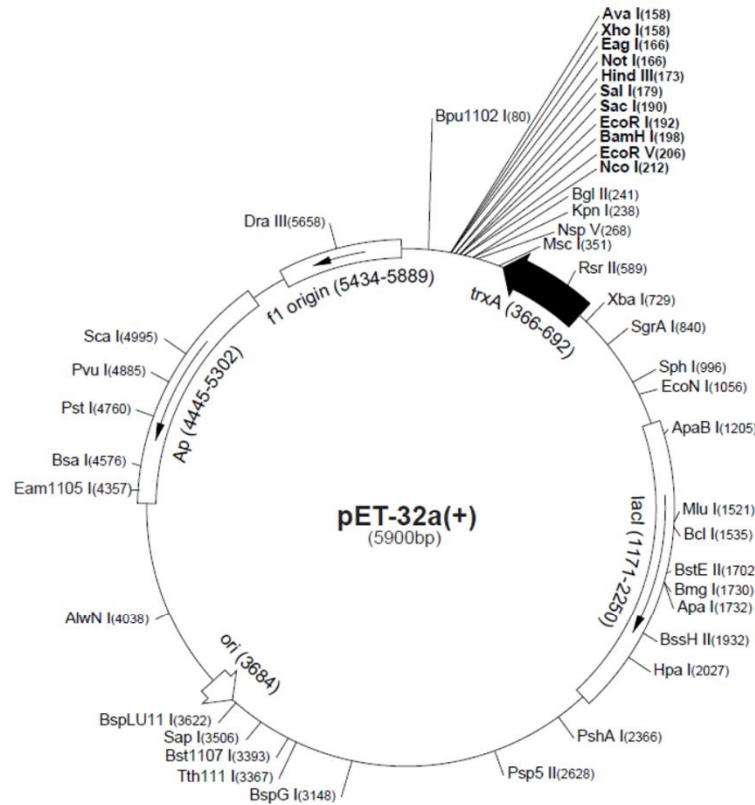 Ava I(158)
Xho I(158)
Eag I(166)
Not I(166)
Hind III(173)
Sal I(179)
Sac I(190)
EcoR I(192)
BamH I(198)
EcoR V(206)
Nco I(212)
Bpu1102 I(80)
Bgl II(241)
Kpn I(238)
Nsp V(268)
Msc I(351)
Dra III(5658)
Rsr II(589)
f1 origin (5434-5889)
trxA (366-692)
Xba I(729)
SgrA I(840)
Sca I(4995)
Pvu I(4885)
Sph I(996)
EcoN I(1056)
Pst I(4760)
Ap (4445-5302)
ApaB I(1205)
Bsa I(4576)
Eam1105 I(4357)
pET-32a(+)
(5900bp)
lacI (1171-2250)
Mlu I(1521)
Bcl I(1535)
BstE II(1702)
Bmg I(1730)
Apa I(1732)
AlwN I(4038)
BssH II(1932)
Hpa I(2027)
ori (3684)
BspLU11 I(3622)
Sap I(3506)
Bst1107 I(3393)
Tth111 I(3367)
BspG I(3148)
PshA I(2366)
Psp5 II(2628)